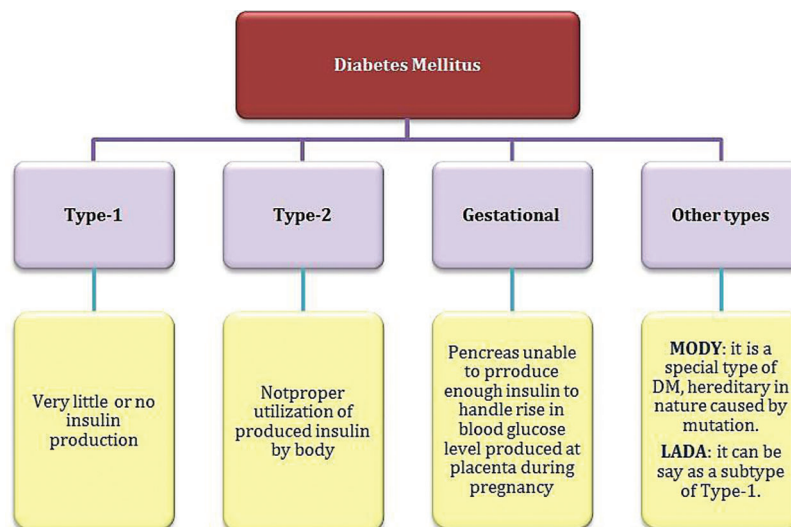 Diabetes Mellitus
Type-1
Type-2
Gestational
Other types
Very little or no
insulin
production
Notproper
utilization of
produced insulin
by body
Pencreas unable
to prroduce
enough insulin to
handle rise in
blood glucose
level produced at
placenta during
pregnancy
MODY: it is a
special type of
DM, hereditary in
nature caused by
mutation.
LADA: it can be
say as a subtype
of Type-1.